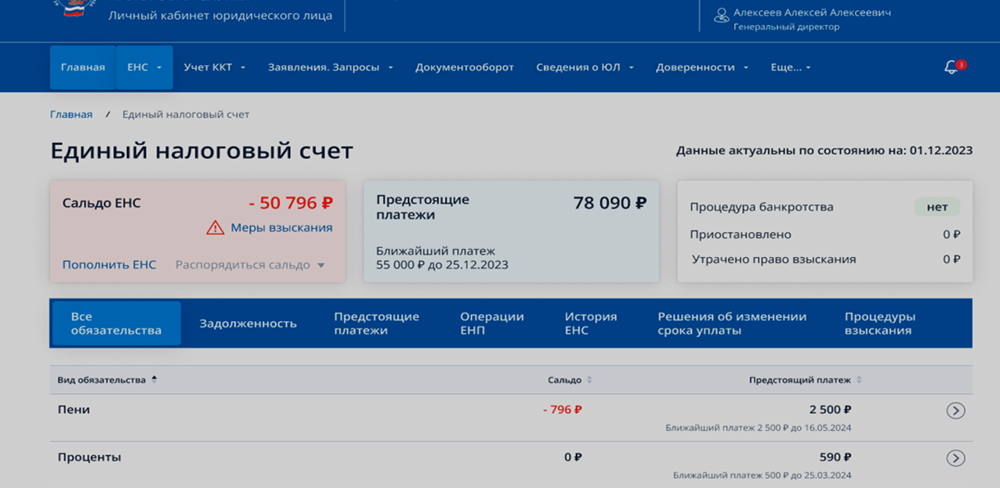 Личный кабинет юридического лица
Алексеев Алексей Алексеевич
Генеральный директор
Главная ЕНС Учет ККТ Заявления. Запросы Документооборот Сведения о ЮЛ Доверенности Еще... 3
Главная / Единый налоговый счет
Единый налоговый счет
Данные актуальны по состоянию на: 01.12.2023
Сальдо ЕНС - 50 796 ₽
Меры взыскания
Пополнить ЕНС Распорядиться сальдо
Предстоящие 78 090 ₽
платежи
Ближайший платеж
55 000 ₽ до 25.12.2023
Процедура банкротства нет
Приостановлено 0 ₽
Утрачено право взыскания 0 ₽
Все
обязательства
Задолженность
Предстоящие
платежи
Операции
ЕНП
История
ЕНС
Решения об изменении
срока уплаты
Процедуры
взыскания
Вид обязательства Сальдо Предстоящий платеж
Пени - 796 ₽ 2 500 ₽
Ближайший платеж 2 500 ₽ до 16.05.2024
Проценты 0 ₽ 590 ₽
Ближайший платеж 500 ₽ до 25.03.2024